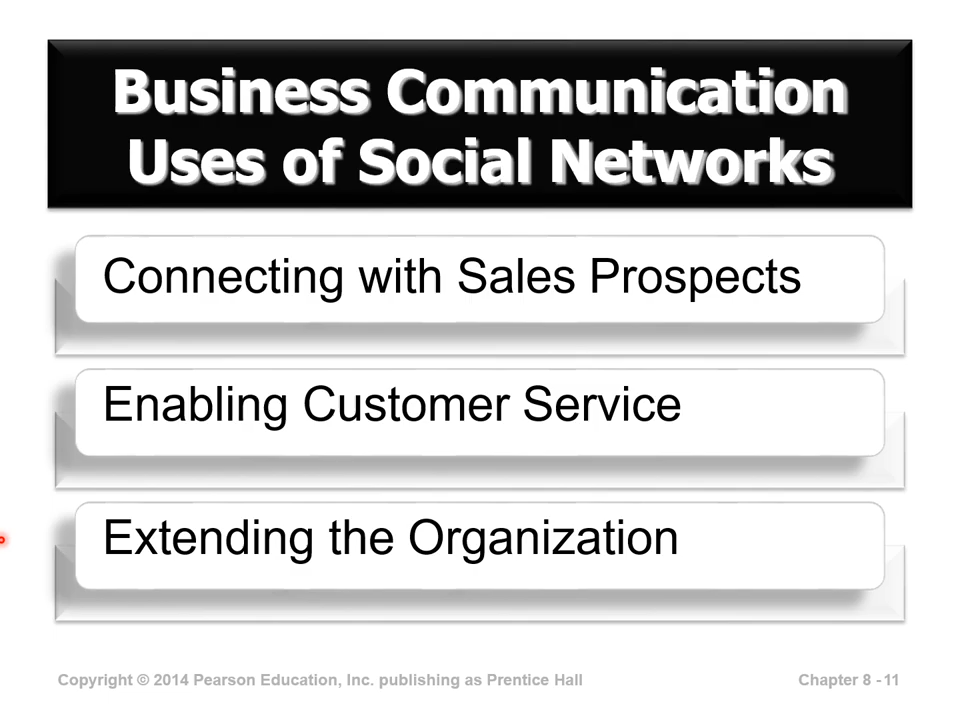 Business Communication
Uses of Social Networks
Connecting with Sales Prospects
Enabling Customer Service
Extending the Organization
Copyright © 2014 Pearson Education, Inc. publishing as Prentice Hall
Chapter 8 - 11